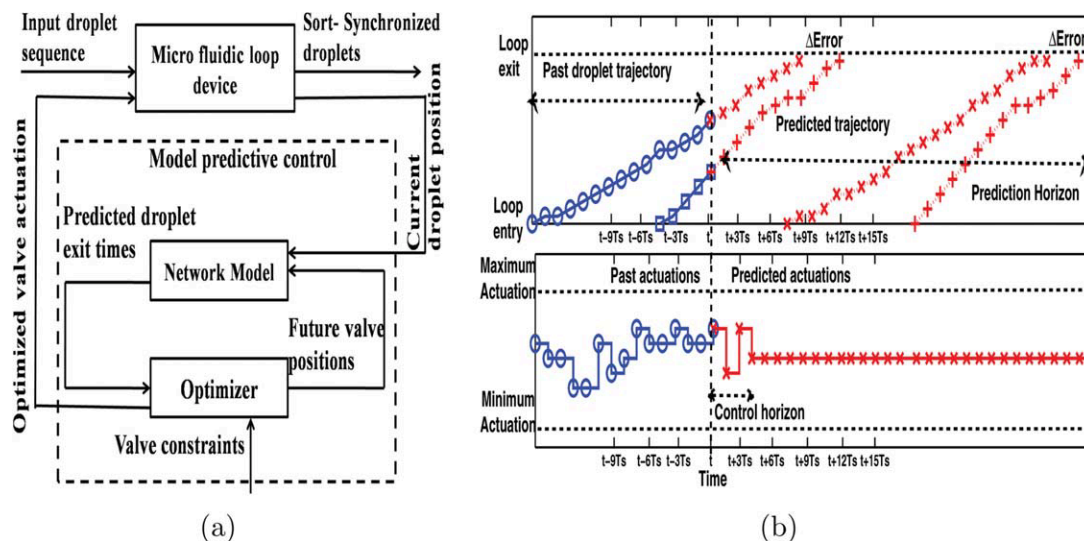 Input droplet
sequence
Sort- Synchronized
droplets
Micro fluidic loop
device
Optimized valve actuation
Current
droplet position
Model predictive control
Predicted droplet
exit times
Network Model
Future valve
positions
Optimizer
Valve constraints
(a)
Loop
exit
ΔError
ΔError
Past droplet trajectory
Predicted trajectory
Prediction Horizon
Loop
entry
t–9Ts t–6Ts t–3Ts t t+3Ts t+6Ts t+9Ts t+12Ts t+15Ts
Maximum
Actuation
Past actuations
Predicted actuations
Control horizon
Minimum
Actuation
t–9Ts t–6Ts t–3Ts t t+3Ts t+6Ts t+9Ts t+12Ts t+15Ts
Time
(b)